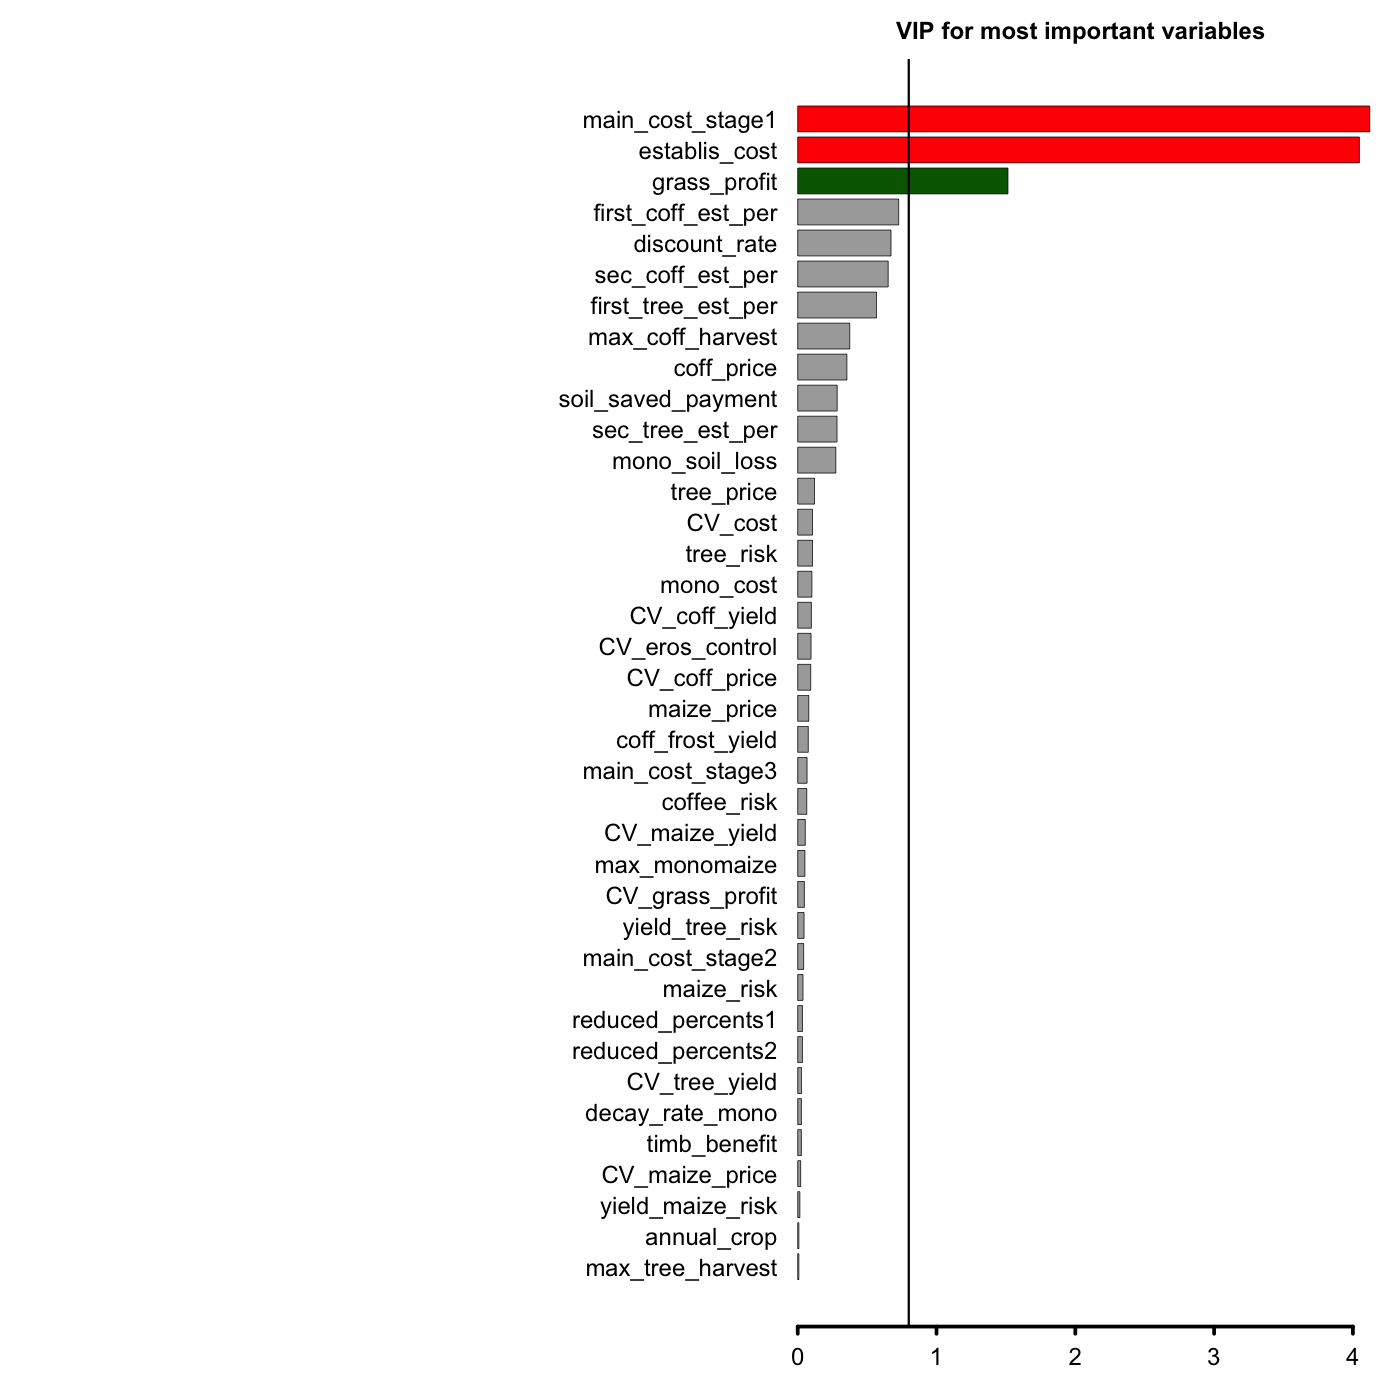 VIP for most important variables
main_cost_stage1
establis_cost
grass_profit
first_coff_est_per
discount_rate
sec_coff_est_per
first_tree_est_per
max_coff_harvest
coff_price
soil_saved_payment
sec_tree_est_per
mono_soil_loss
tree_price
CV_cost
tree_risk
mono_cost
CV_coff_yield
CV_eros_control
CV_coff_price
maize_price
coff_frost_yield
main_cost_stage3
coffee_risk
CV_maize_yield
max_monomaize
CV_grass_profit
yield_tree_risk
main_cost_stage2
maize_risk
reduced_percents1
reduced_percents2
CV_tree_yield
decay_rate_mono
timb_benefit
CV_maize_price
yield_maize_risk
annual_crop
max_tree_harvest
0 1 2 3 4